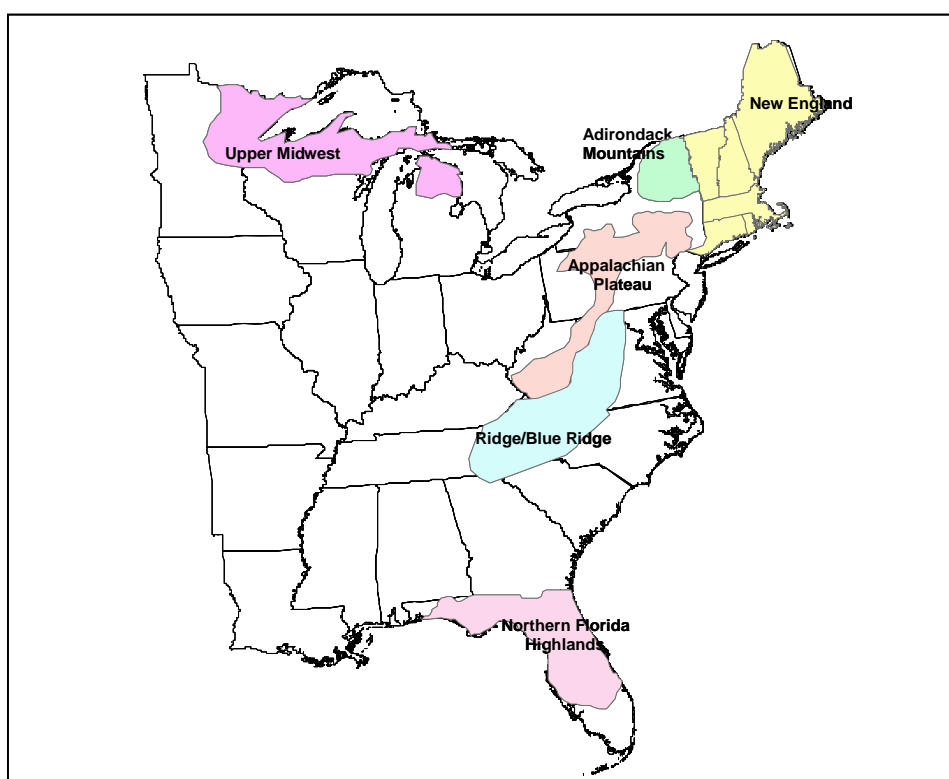 New England
Adirondack
Mountains
Upper Midwest
Appalachian
Plateau
Ridge/Blue Ridge
Northern Florida
Highlands